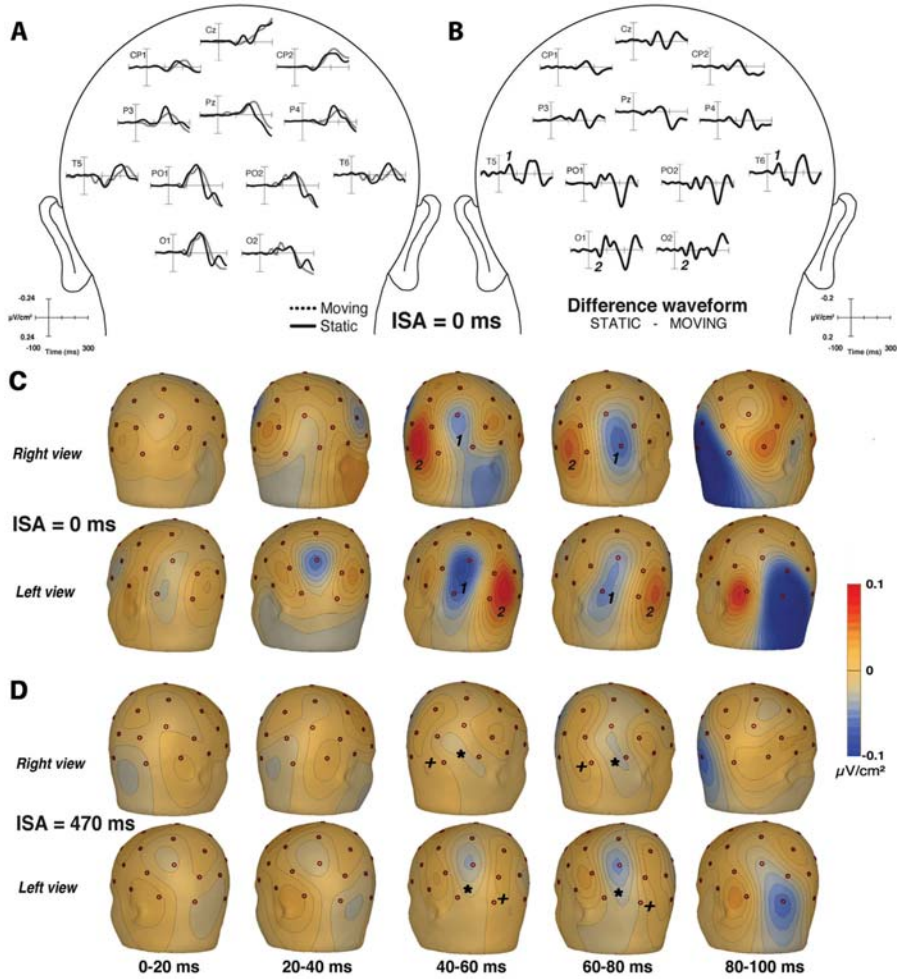 A
Cz
CP1
CP2
P3
Pz
P4
T5
T6
PO1
PO2
O1
O2
-0.24
µV/cm²
0.24
-100 Time (ms) 300
Moving
Static
ISA = 0 ms
B
Cz
CP1
CP2
P3
Pz
P4
T5 1
T6 1
PO1
PO2
O1
O2
2
2
Difference waveform
STATIC - MOVING
-0.2
µV/cm²
0.2
-100 Time (ms) 300
C
Right view
1
2
2
1
ISA = 0 ms
Left view
1
2
1
2
0.1
0
-0.1
µV/cm²
D
Right view
+ *
+ *
ISA = 470 ms
Left view
* +
* +
0-20 ms 20-40 ms 40-60 ms 60-80 ms 80-100 ms